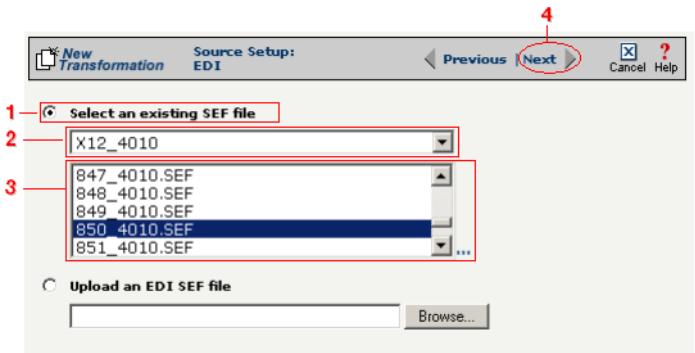 4
New Transformation
Source Setup: EDI
Previous | Next
Cancel
? Help
1
Select an existing SEF file
2
X12_4010
3
847_4010.SEF
848_4010.SEF
849_4010.SEF
850_4010.SEF
851_4010.SEF
...
Upload an EDI SEF file
Browse...